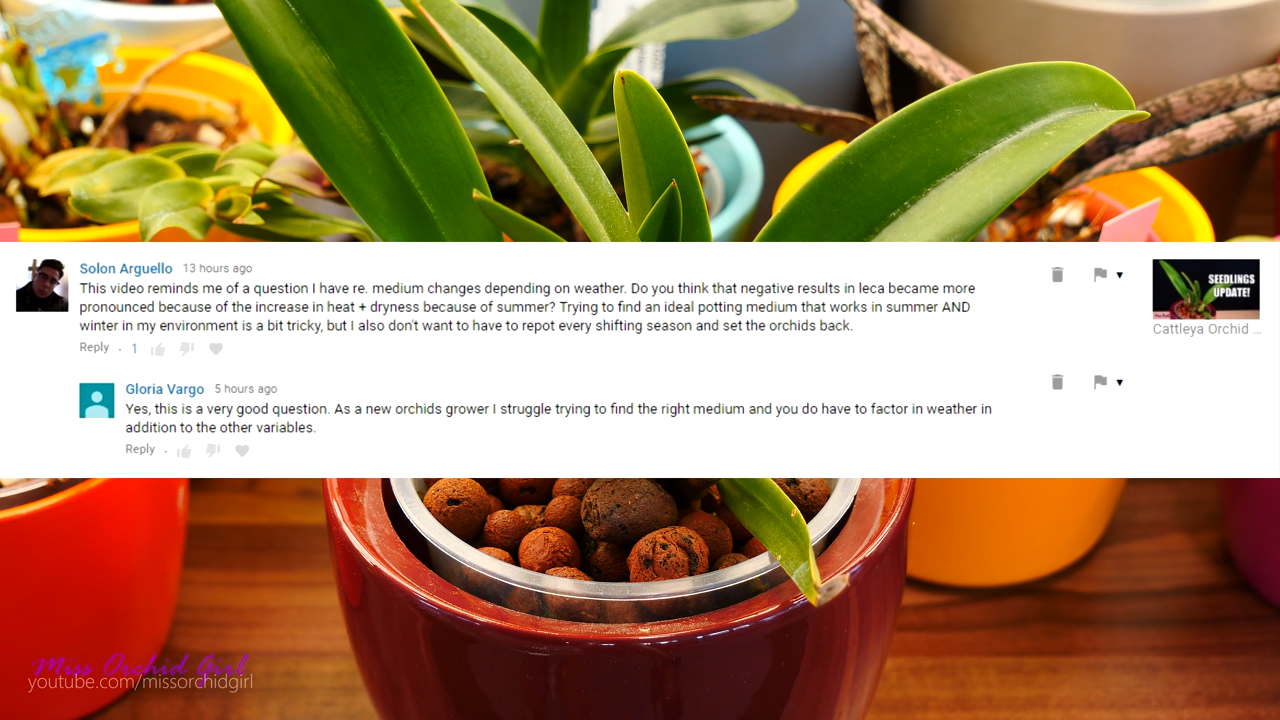 Solon Arguello 13 hours ago
This video reminds me of a question I have re. medium changes depending on weather. Do you think that negative results in leca became more
pronounced because of the increase in heat + dryness because of summer? Trying to find an ideal potting medium that works in summer AND
winter in my environment is a bit tricky, but I also don't want to have to repot every shifting season and set the orchids back.
Reply . 1
SEEDLINGS
UPDATE!
Cattleya Orchid ...
Gloria Vargo 5 hours ago
Yes, this is a very good question. As a new orchids grower I struggle trying to find the right medium and you do have to factor in weather in
addition to the other variables.
Reply .
Miss Orchid Girl
youtube.com/missorchidgirl